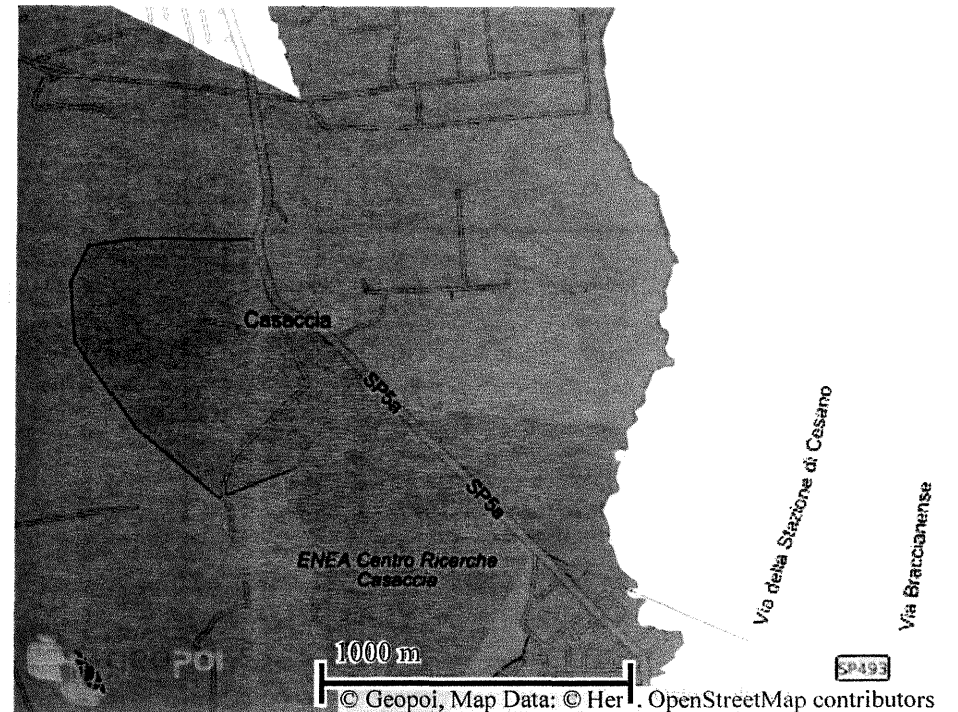 Casaccia
SP5a
SP5a
ENEA Centro Ricerche
Casaccia
Via della Stazione di Cesano
Via Braccianense
SP493
POI
1000 m
© Geopoi, Map Data: © Her . OpenStreetMap contributors